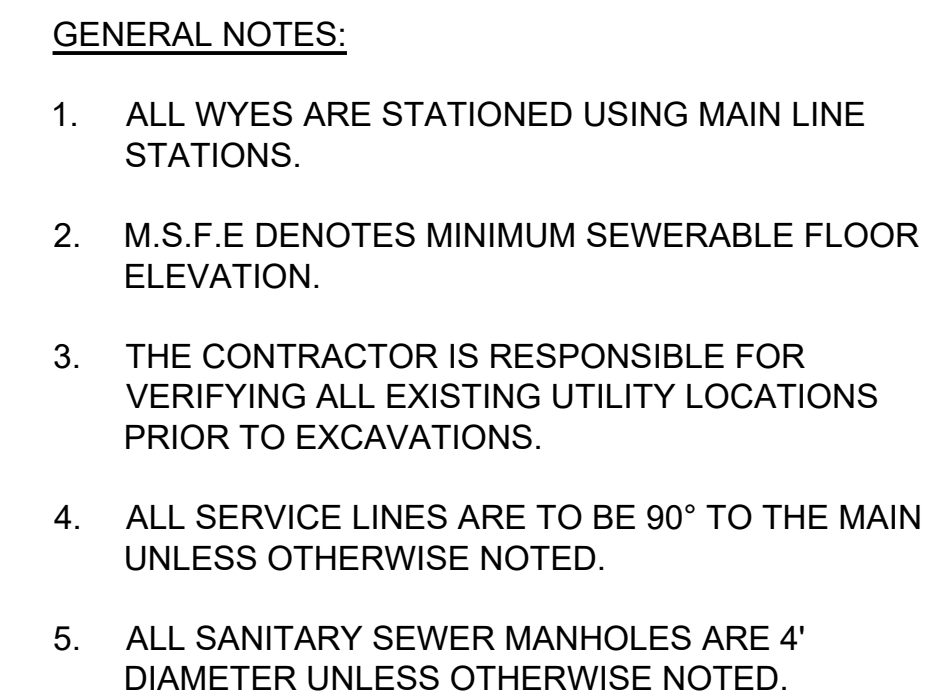 GENERAL NOTES:
1. ALL WYES ARE STATIONED USING MAIN LINE
STATIONS.
2. M.S.F.E DENOTES MINIMUM SEWERABLE FLOOR
ELEVATION.
3. THE CONTRACTOR IS RESPONSIBLE FOR
VERIFYING ALL EXISTING UTILITY LOCATIONS
PRIOR TO EXCAVATIONS.
4. ALL SERVICE LINES ARE TO BE 90° TO THE MAIN
UNLESS OTHERWISE NOTED.
5. ALL SANITARY SEWER MANHOLES ARE 4'
DIAMETER UNLESS OTHERWISE NOTED.